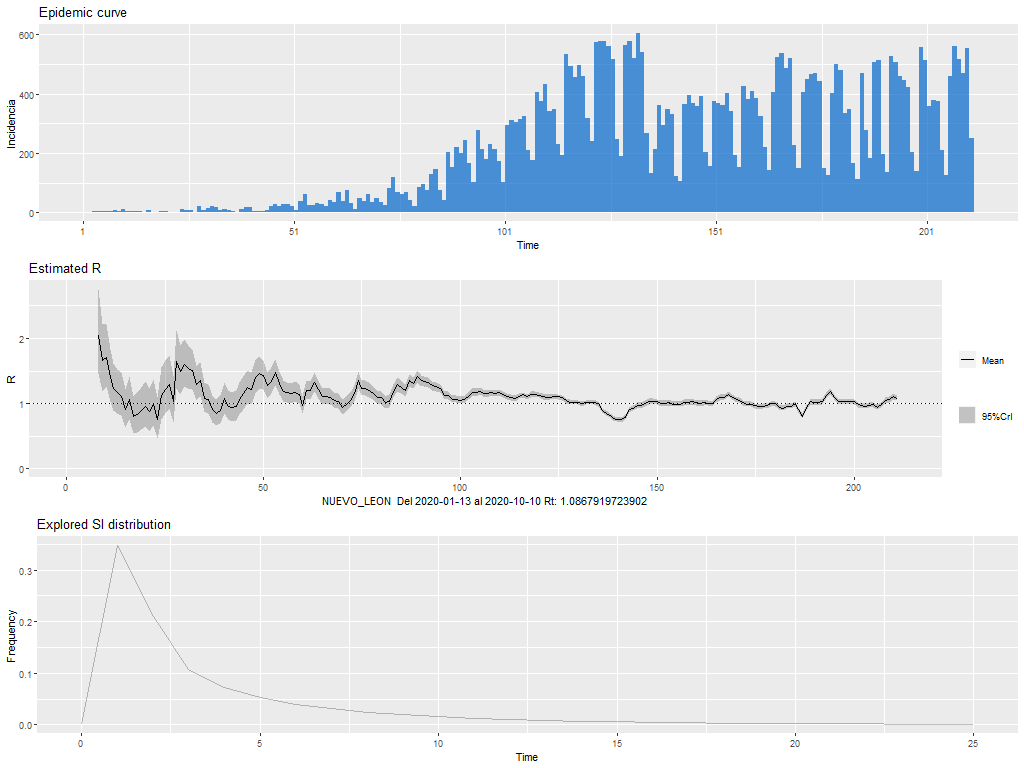 Epidemic curve
600
400
200
0
Incidencia
1 51 101 151 201
Time
Estimated R
2
1
0
R
0 50 100 150 200
NUEVO_LEON Del 2020-01-13 al 2020-10-10 Rt: 1.0867919723902
Mean
95%CrI
Explored SI distribution
0.3
0.2
0.1
0.0
Frequency
0 5 10 15 20 25
Time